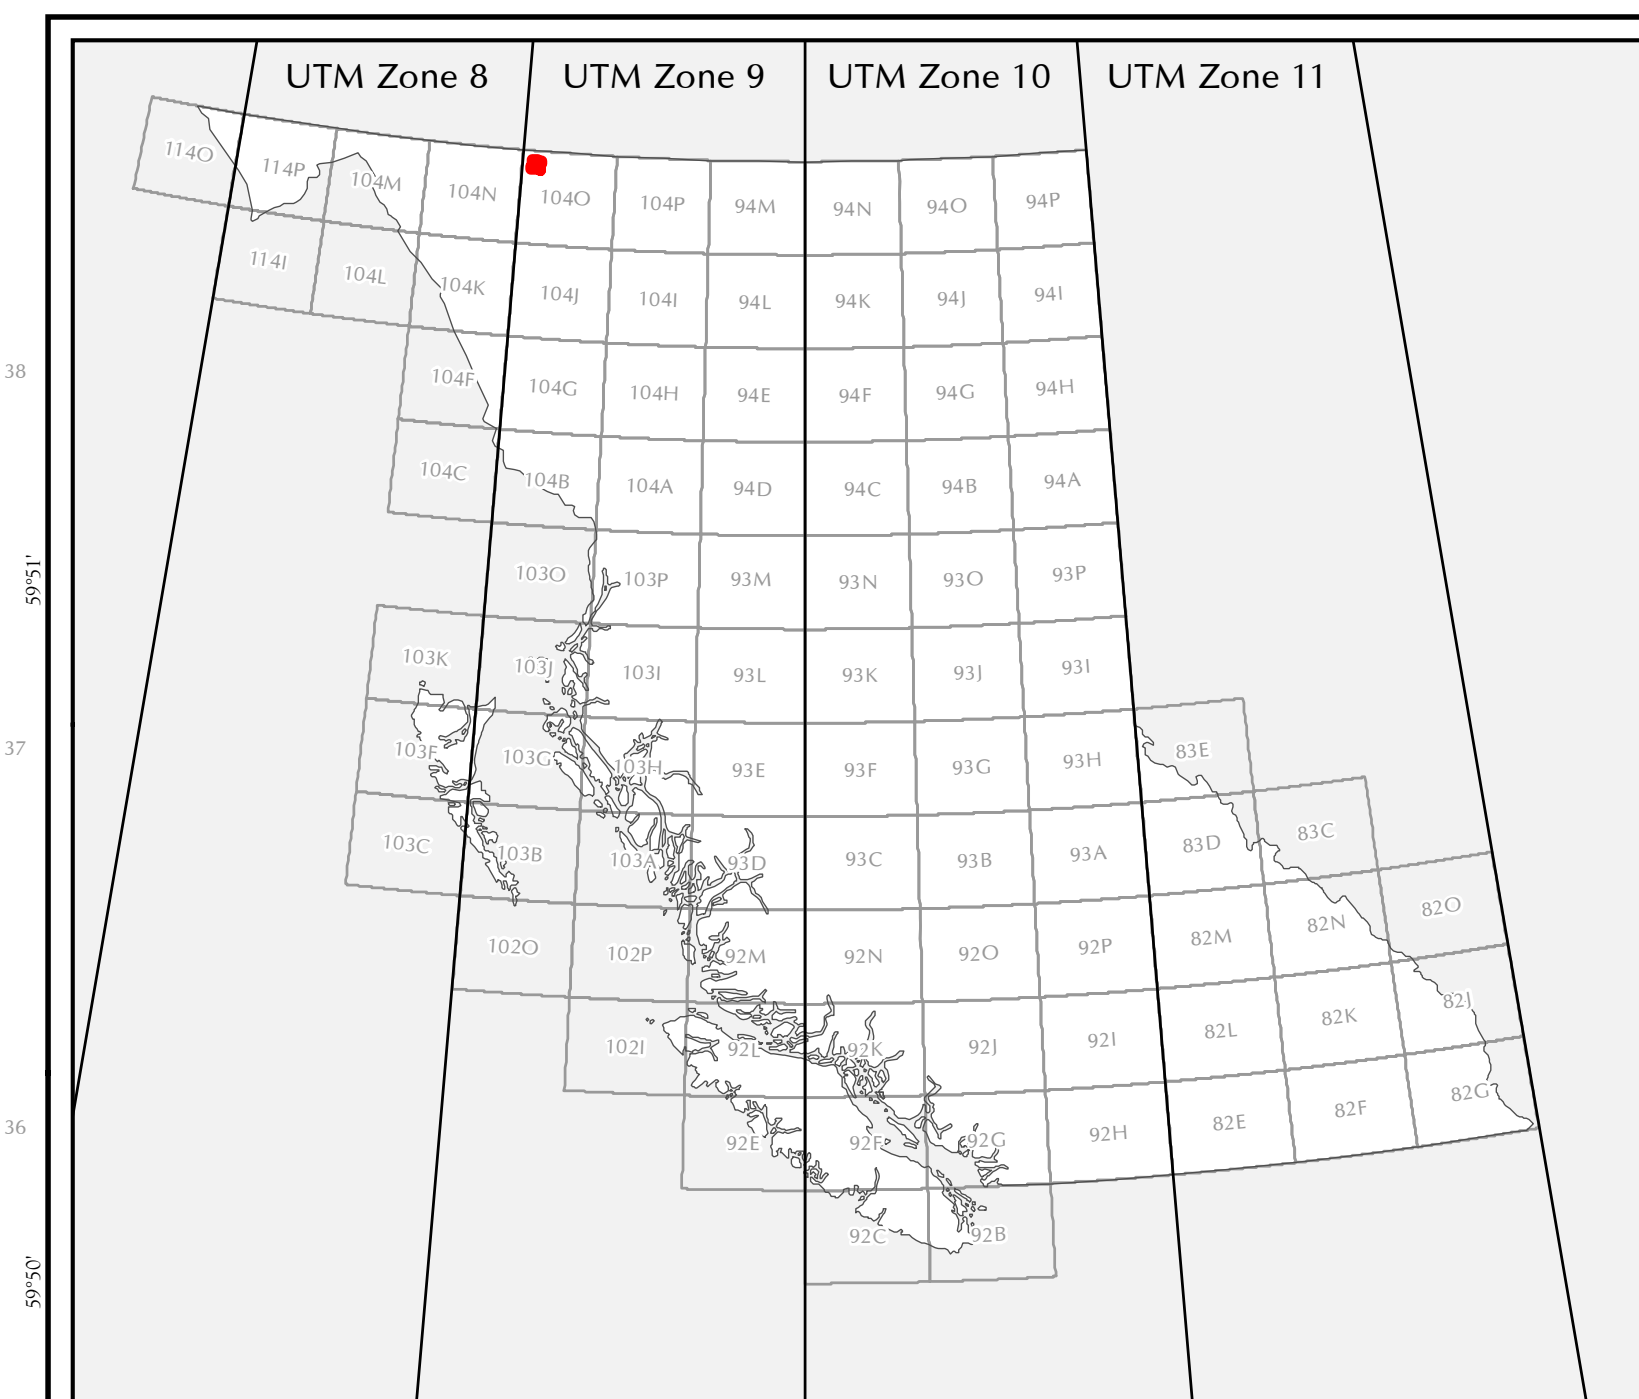 UTM Zone 8 UTM Zone 9 UTM Zone 10 UTM Zone 11
114O 114P 104M 104N 104O 104P 94M 94N 94O 94P
114I 104L 104K 104J 104I 94L 94K 94J 94I
38
104F 104G 104H 94E 94F 94G 94H
104C 104B 104A 94D 94C 94B 94A
59°51'
103O 103P 93M 93N 93O 93P
103K 103J 103I 93L 93K 93J 93I
37
103F 103G 103H 93E 93F 93G 93H 83E
103C 103B 103A 93D 93C 93B 93A 83D 83C
102O 102P 92M 92N 92O 92P 82M 82N 82O
102I 92L 92K 92J 92I 82L 82K 82J
36
92E 92F 92G 92H 82E 82F 82G
92C 92B
59°50'